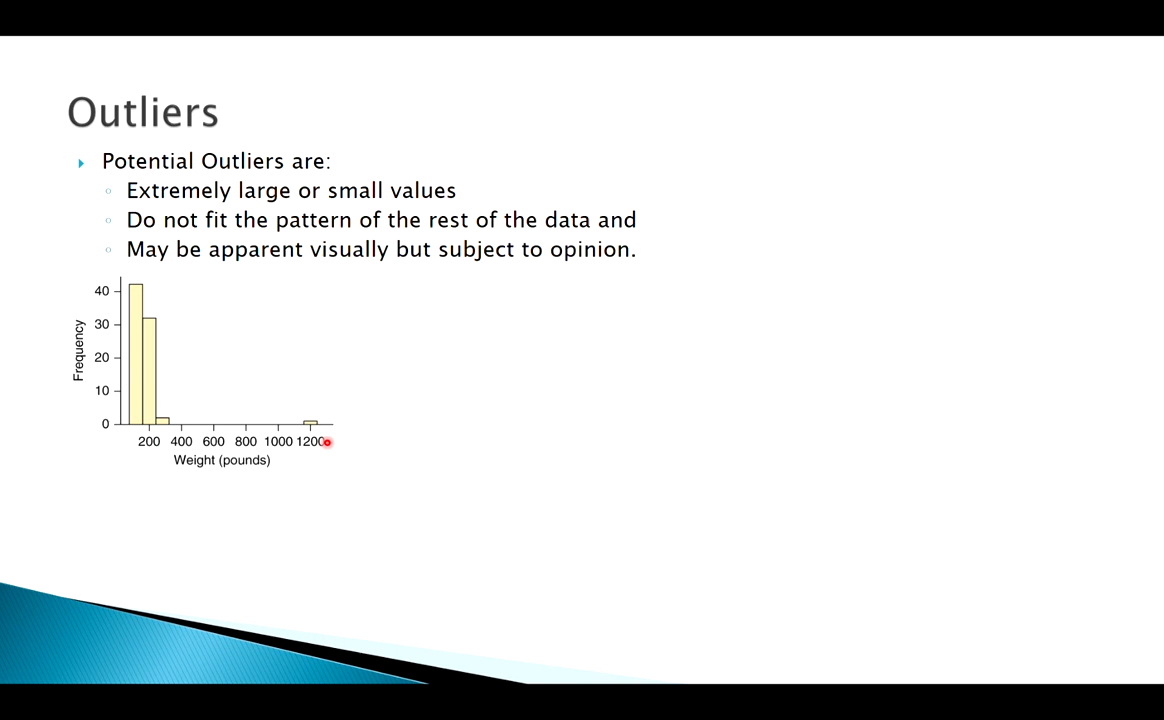 Outliers
Potential Outliers are:
Extremely large or small values
Do not fit the pattern of the rest of the data and
May be apparent visually but subject to opinion.
40
30
20
10
0
Frequency
200 400 600 800 1000 1200
Weight (pounds)